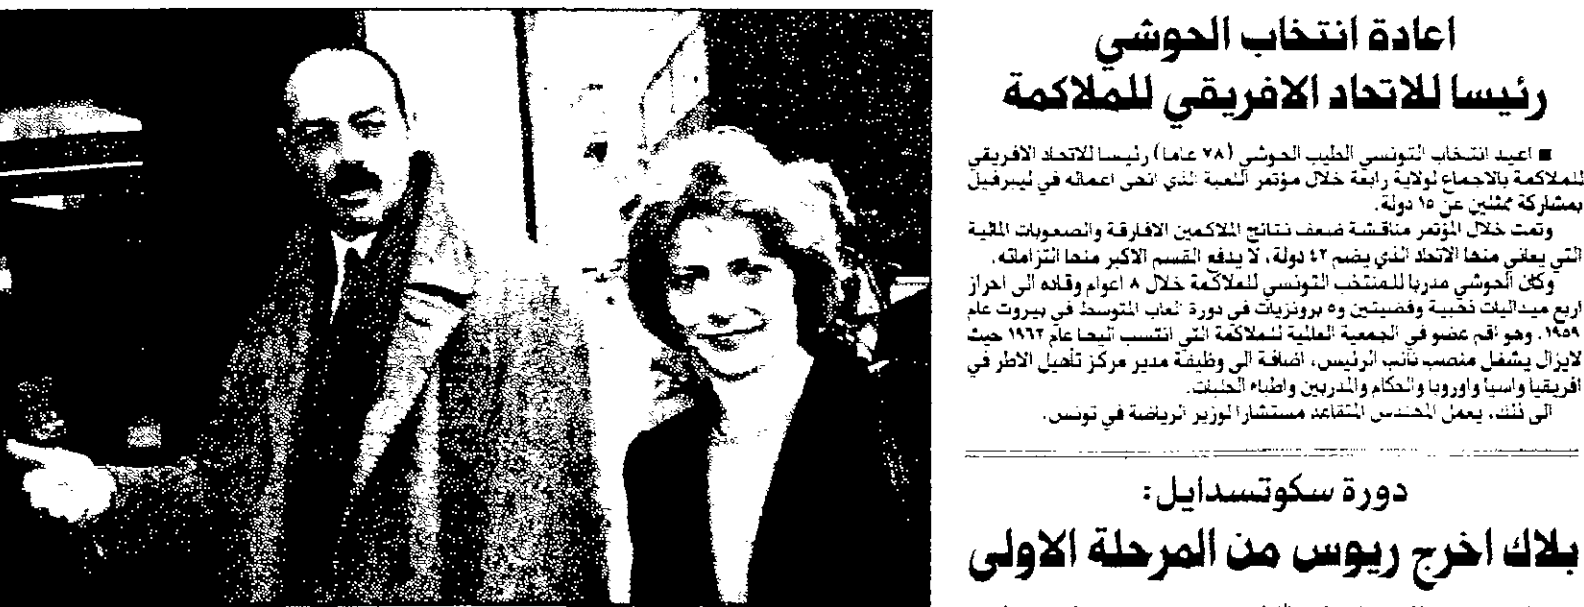 اعادة انتخاب الحوشي
رئيسا للاتحاد الافريقي للملاكمة
■ اعيد انتخاب التونسي الطيب الحوشي (٧٨ عاما) رئيسا للاتحاد الافريقي
للملاكمة بالاجماع لولاية رابعة خلال مؤتمر اللعبة الذي انهى اعماله في ليبرفيل
بمشاركة ممثلين عن ١٥ دولة.
وتمت خلال المؤتمر مناقشة ضعف نتائج الملاكمين الافارقة والصعوبات المالية
التي يعاني منها الاتحاد الذي يضم ٤٢ دولة، لا يدفع القسم الاكبر منها التزاماته.
وكان الحوشي مدربا للمنتخب التونسي للملاكمة خلال ٨ اعوام وقاده الى احراز
اربع ميداليات ذهبية وفضيتين و٥ برونزيات في دورة العاب المتوسط في بيروت عام
١٩٥٩. وهو اقدم عضو في الجمعية العالمية للملاكمة التي انتسب اليها عام ١٩٦٢ حيث
لايزال يشغل منصب نائب الرئيس، اضافة الى وظيفة مدير مركز تأهيل الاطر في
افريقيا واسيا واوروبا والحكام والمدربين واطباء الحلبات.
الى ذلك، يعمل المهندس المتقاعد مستشارا لوزير الرياضة في تونس.
دورة سكوتسدايل:
بلاك اخرج ريوس من المرحلة الاولى